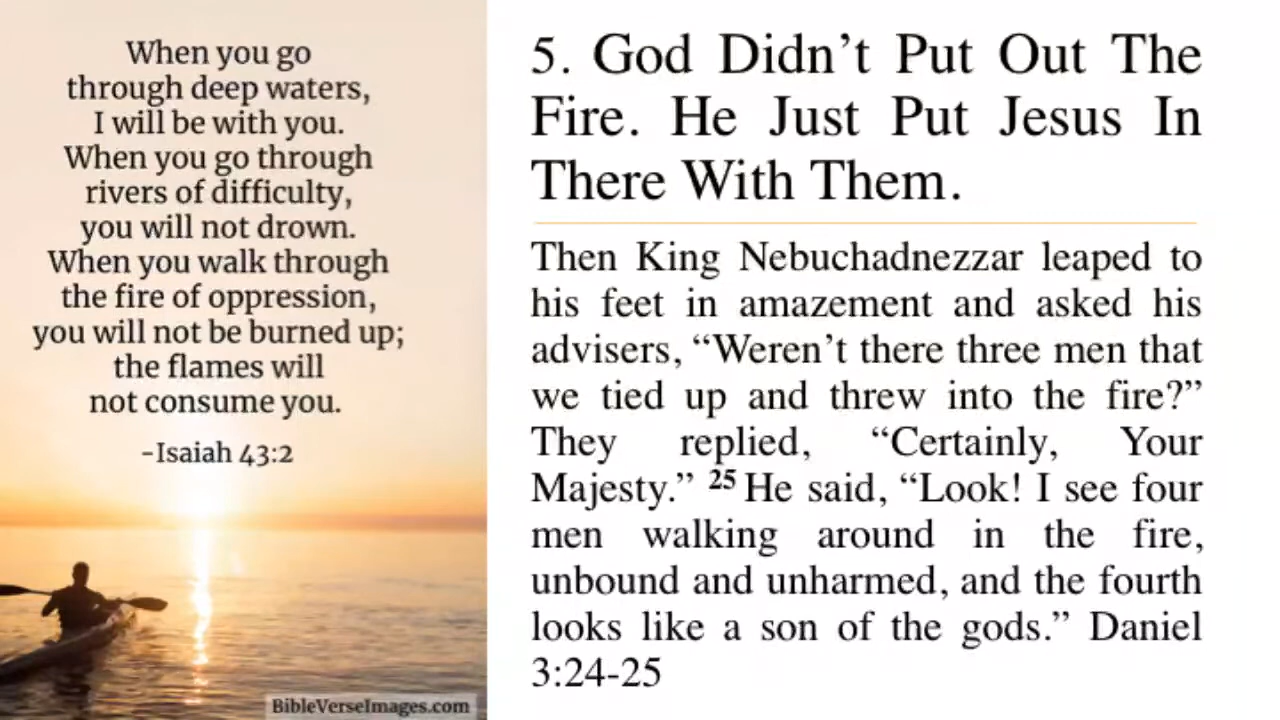 When you go
through deep waters,
I will be with you.
When you go through
rivers of difficulty,
you will not drown.
When you walk through
the fire of oppression,
you will not be burned up;
the flames will
not consume you.
-Isaiah 43:2
BibleVerseImages.com
5. God Didn’t Put Out The
Fire. He Just Put Jesus In
There With Them.
Then King Nebuchadnezzar leaped to
his feet in amazement and asked his
advisers, “Weren’t there three men that
we tied up and threw into the fire?”
They replied, “Certainly, Your
Majesty.” 25 He said, “Look! I see four
men walking around in the fire,
unbound and unharmed, and the fourth
looks like a son of the gods.” Daniel
3:24-25